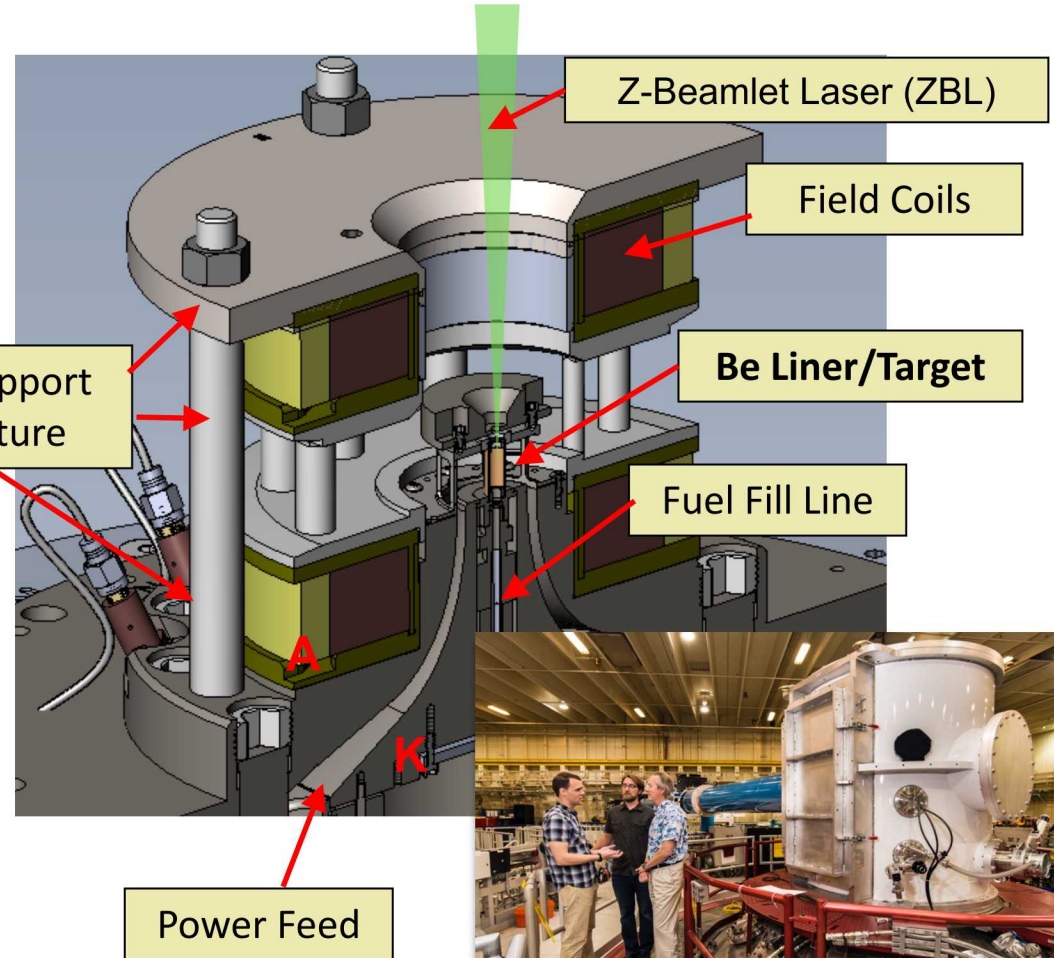 Z-Beamlet Laser (ZBL)
Field Coils
Be Liner/Target
Fuel Fill Line
A
K
Power Feed